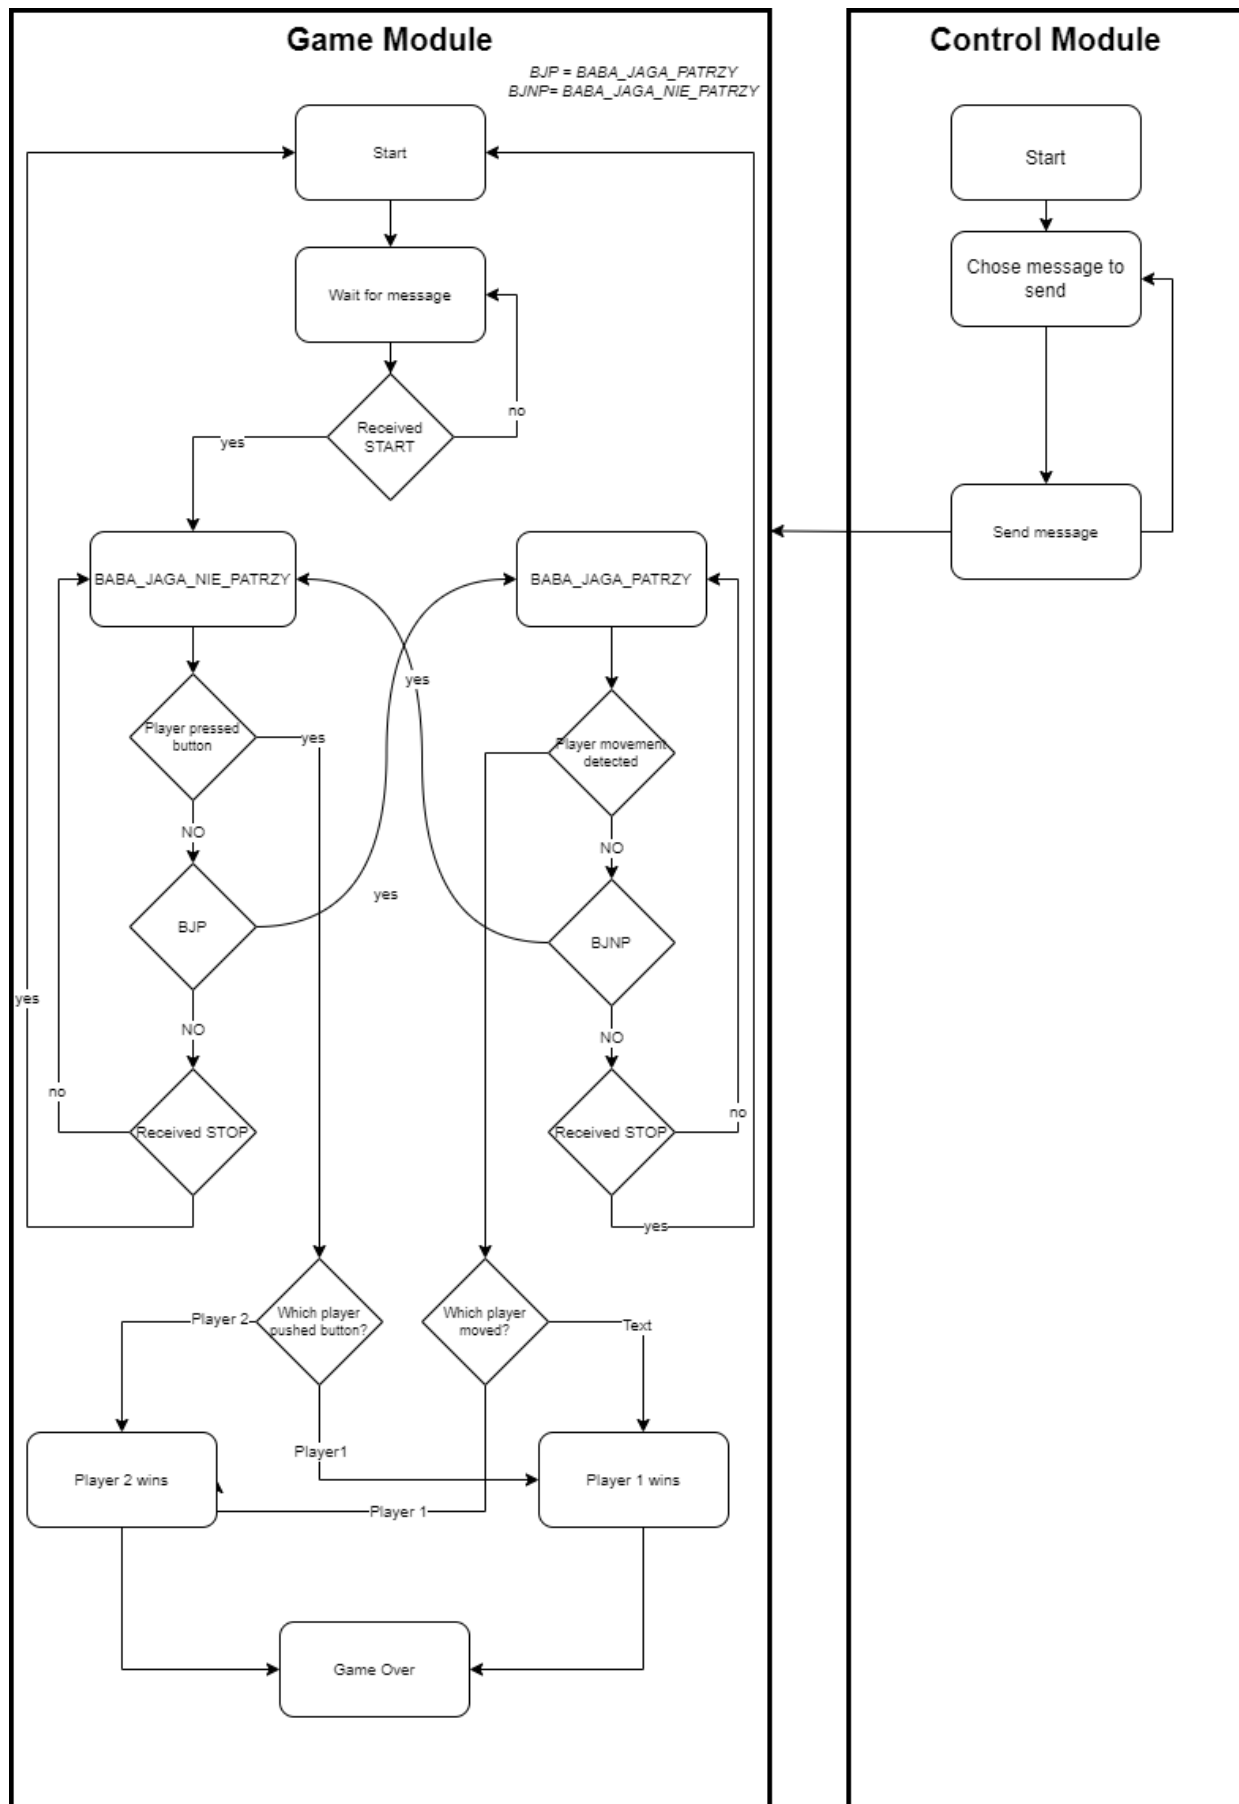 Game Module
BJP = BABA_JAGA_PATRZY
BJNP= BABA_JAGA_NIE_PATRZY
Start
Wait for message
no
Received
START
yes
BABA_JAGA_NIE_PATRZY
BABA_JAGA_PATRZY
yes
Player pressed
button
yes
Player movement
detected
NO
NO
yes
BJP
BJNP
yes
NO
NO
no
no
Received STOP
Received STOP
yes
Which player
pushed button?
Player 2
Which player
moved?
Text
Player1
Player 2 wins
Player 1 wins
Player 1
Game Over
Control Module
Start
Chose message to
send
Send message